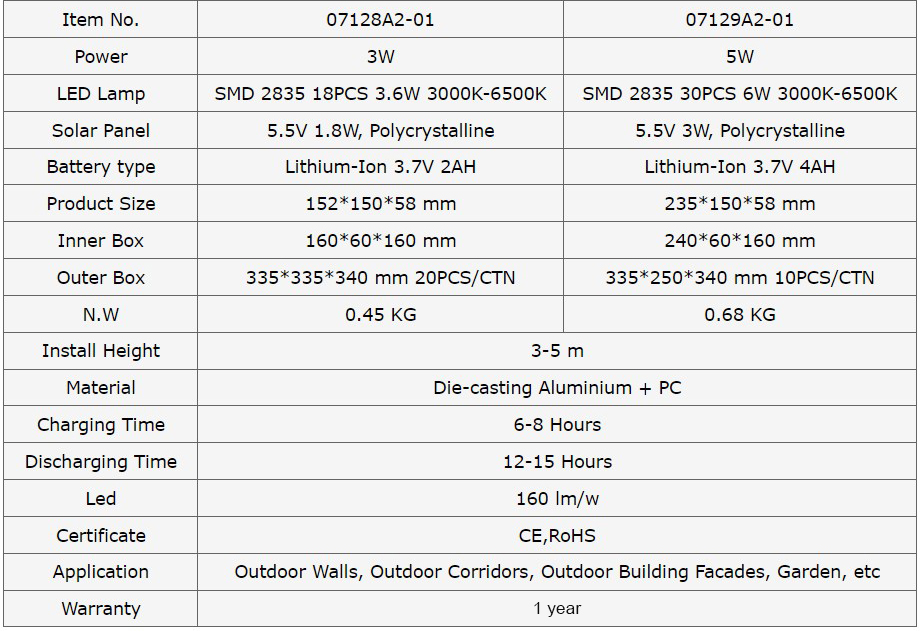 Item No. 07128A2-01 07129A2-01
Power 3W 5W
LED Lamp SMD 2835 18PCS 3.6W 3000K-6500K SMD 2835 30PCS 6W 3000K-6500K
Solar Panel 5.5V 1.8W, Polycrystalline 5.5V 3W, Polycrystalline
Battery type Lithium-Ion 3.7V 2AH Lithium-Ion 3.7V 4AH
Product Size 152*150*58 mm 235*150*58 mm
Inner Box 160*60*160 mm 240*60*160 mm
Outer Box 335*335*340 mm 20PCS/CTN 335*250*340 mm 10PCS/CTN
N.W 0.45 KG 0.68 KG
Install Height 3-5 m
Material Die-casting Aluminium + PC
Charging Time 6-8 Hours
Discharging Time 12-15 Hours
Led 160 lm/w
Certificate CE,RoHS
Application Outdoor Walls, Outdoor Corridors, Outdoor Building Facades, Garden, etc
Warranty 1 year